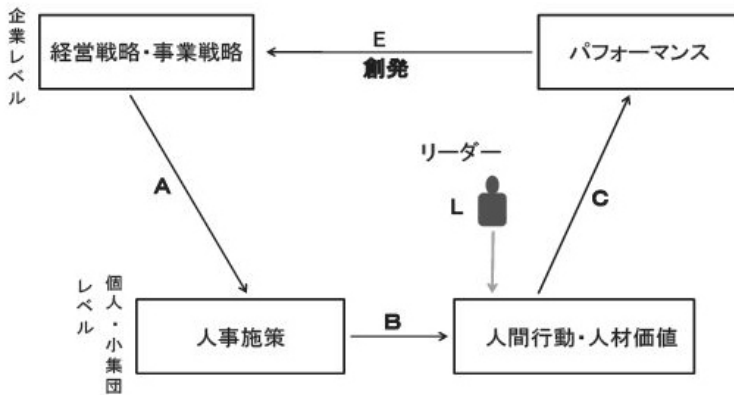 企業レベル
経営戦略・事業戦略
E
創発
パフォーマンス
リーダー
A
L
C
個人・小集団
レベル
人事施策
B
人間行動・人材価値